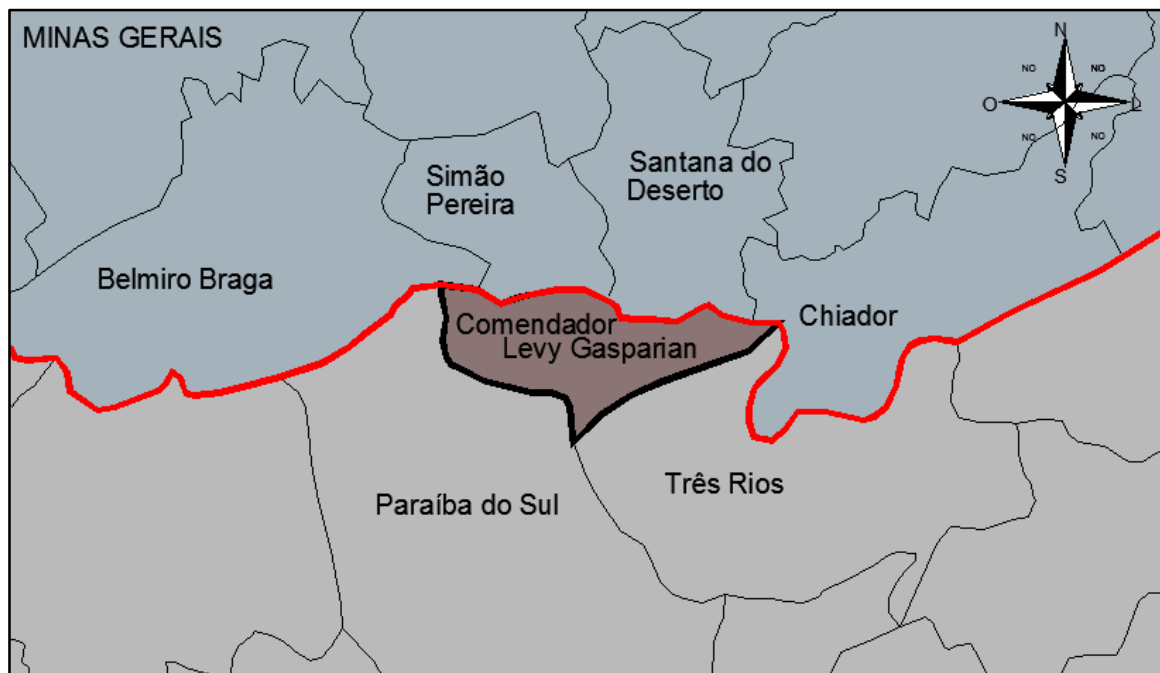 MINAS GERAIS
N
NO
NO
O
L
NO
NO
S
Simão
Pereira
Santana do
Deserto
Belmiro Braga
Comendador
Levy Gasparian
Chiador
Três Rios
Paraíba do Sul